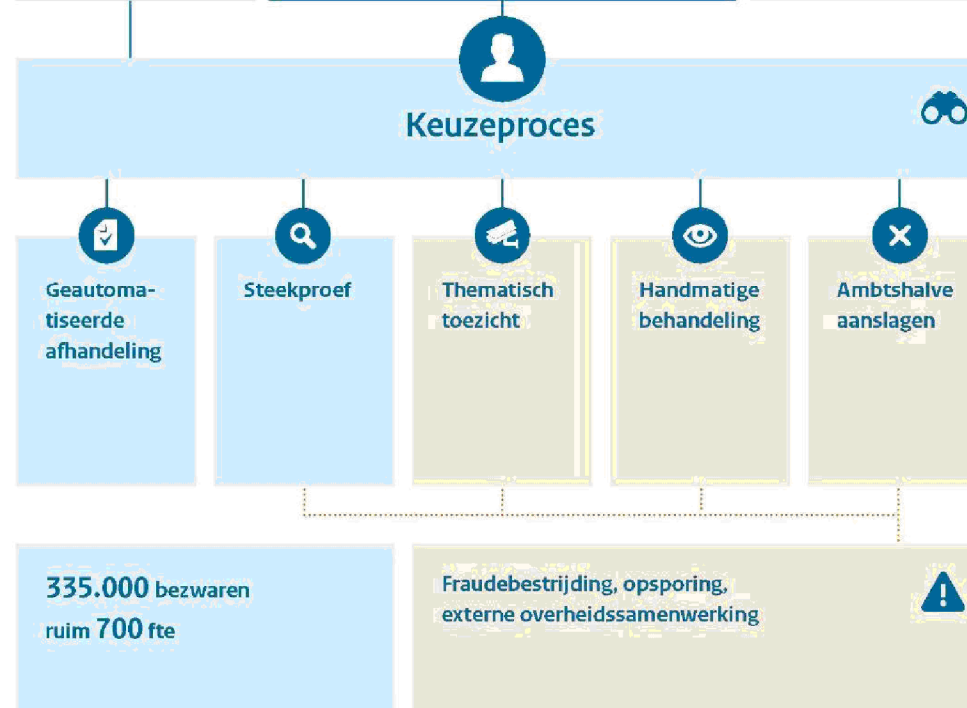 Keuzeproces
Geautoma-
tiseerde
afhandeling
Steekproef
Thematisch
toezicht
Handmatige
behandeling
Ambtshalve
aanslagen
335.000 bezwaren
ruim 700 fte
Fraudebestrijding, opsporing,
externe overheidssamenwerking